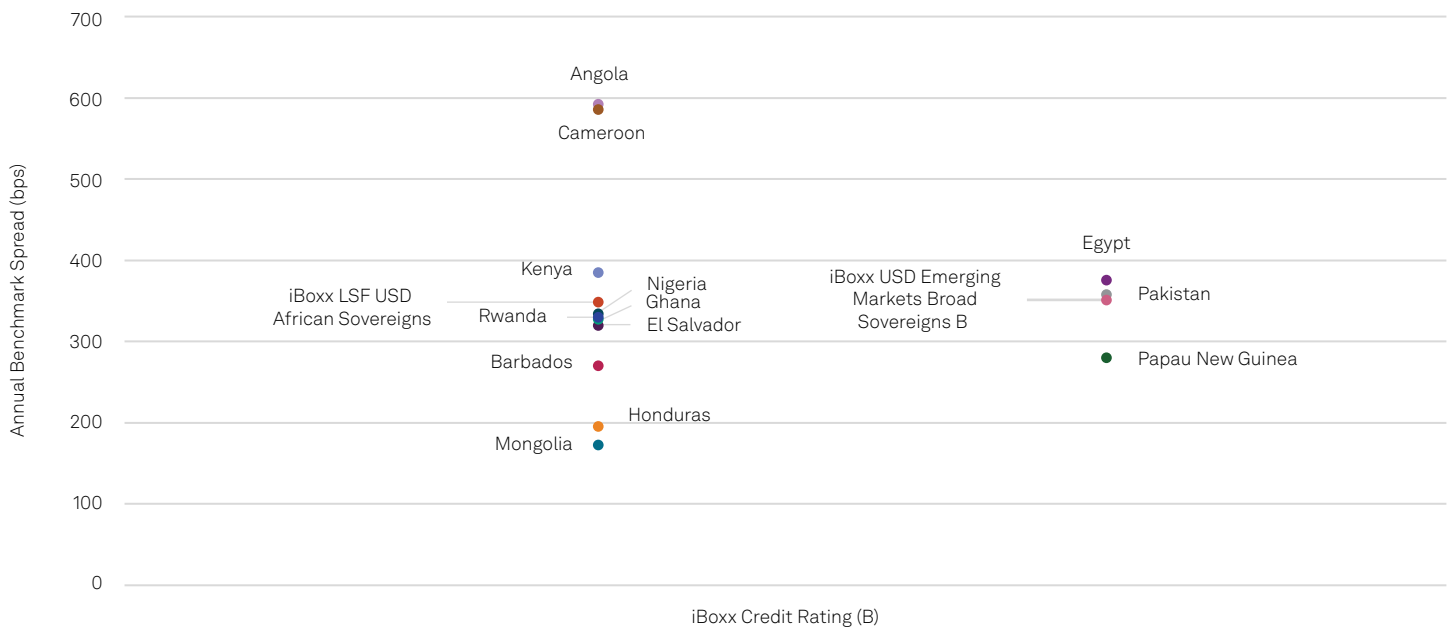 700
Angola
600
Cameroon
500
Annual Benchmark Spread (bps)
400
Egypt
Kenya
Nigeria
iBoxx USD Emerging
Markets Broad
Sovereigns B
iBoxx LSF USD
African Sovereigns
Ghana
Pakistan
Rwanda
El Salvador
300
Barbados
Papau New Guinea
200
Honduras
Mongolia
100
0
iBoxx Credit Rating (B)